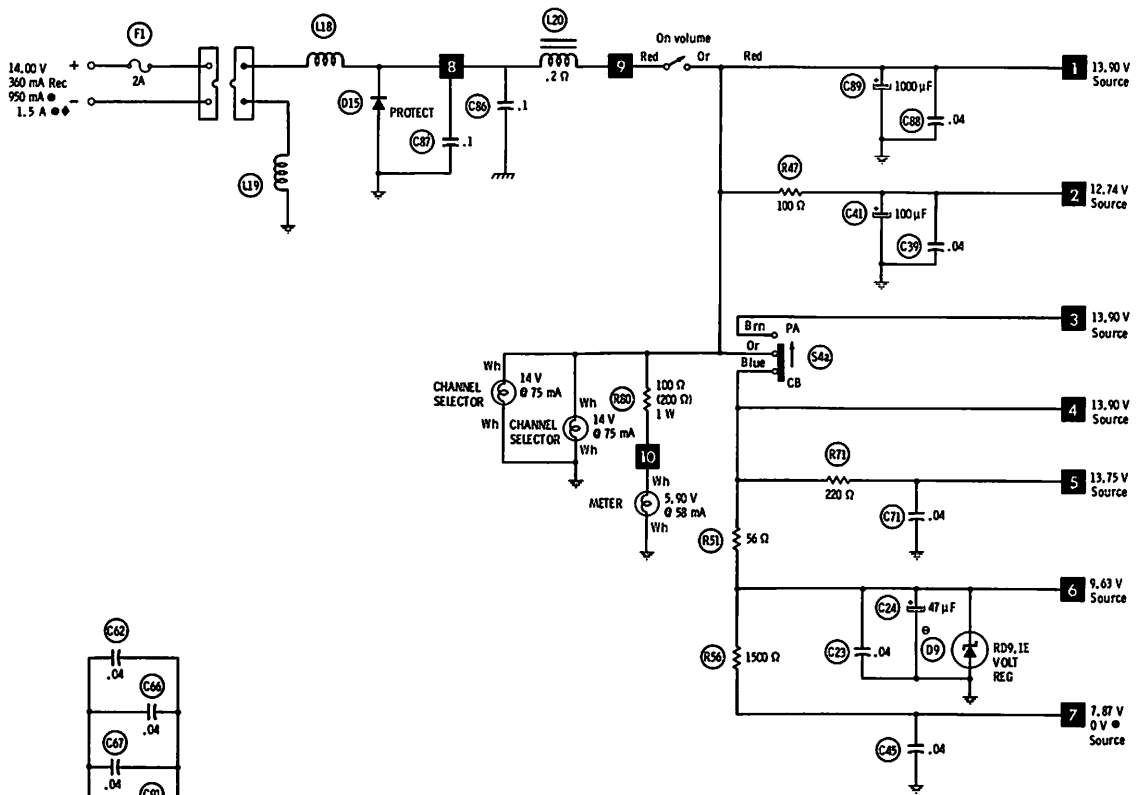 F1
L18
L20
On volume
14.00 V
360 mA Rec
950 mA ●
1.5 A ●♦
+
−
2A
8
.2 Ω
9
Red
Or
Red
1
13.90 V
Source
D15
PROTECT
C86
.1
C87
.1
C89
+
1000 µF
C88
.04
L19
R47
100 Ω
2
12.74 V
Source
C41
+
100 µF
C39
.04
3
13.90 V
Source
Brn
PA
Or
S4a
Blue
CB
Wh
14 V
@ 75 mA
CHANNEL
SELECTOR
Wh
Wh
14 V
@ 75 mA
CHANNEL
SELECTOR
Wh
R80
100 Ω
(200 Ω)
1 W
10
Wh
METER
5.90 V
@ 58 mA
Wh
4
13.90 V
Source
R71
220 Ω
5
13.75 V
Source
C71
.04
R51
56 Ω
6
9.63 V
Source
C24
+
47 µF
C23
.04
⊖
D9
RD9.1E
VOLT
REG
R56
1500 Ω
7
7.87 V
0 V ●
Source
C45
.04
C62
.04
C66
.04
C67
.04